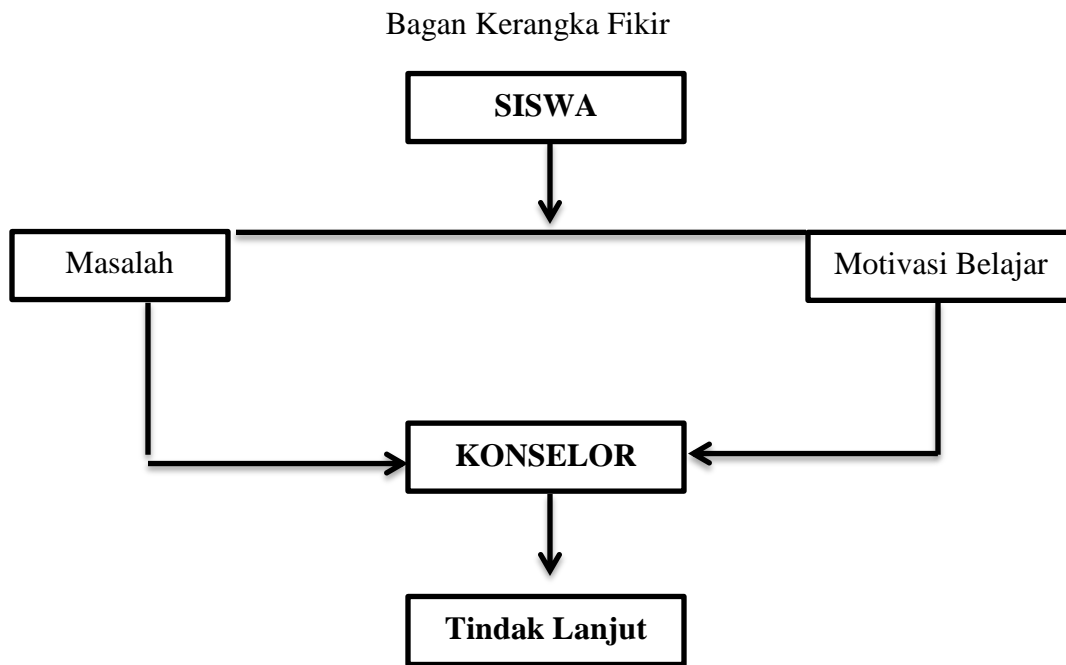 Bagan Kerangka Fikir
SISWA
Masalah
Motivasi Belajar
KONSELOR
Tindak Lanjut